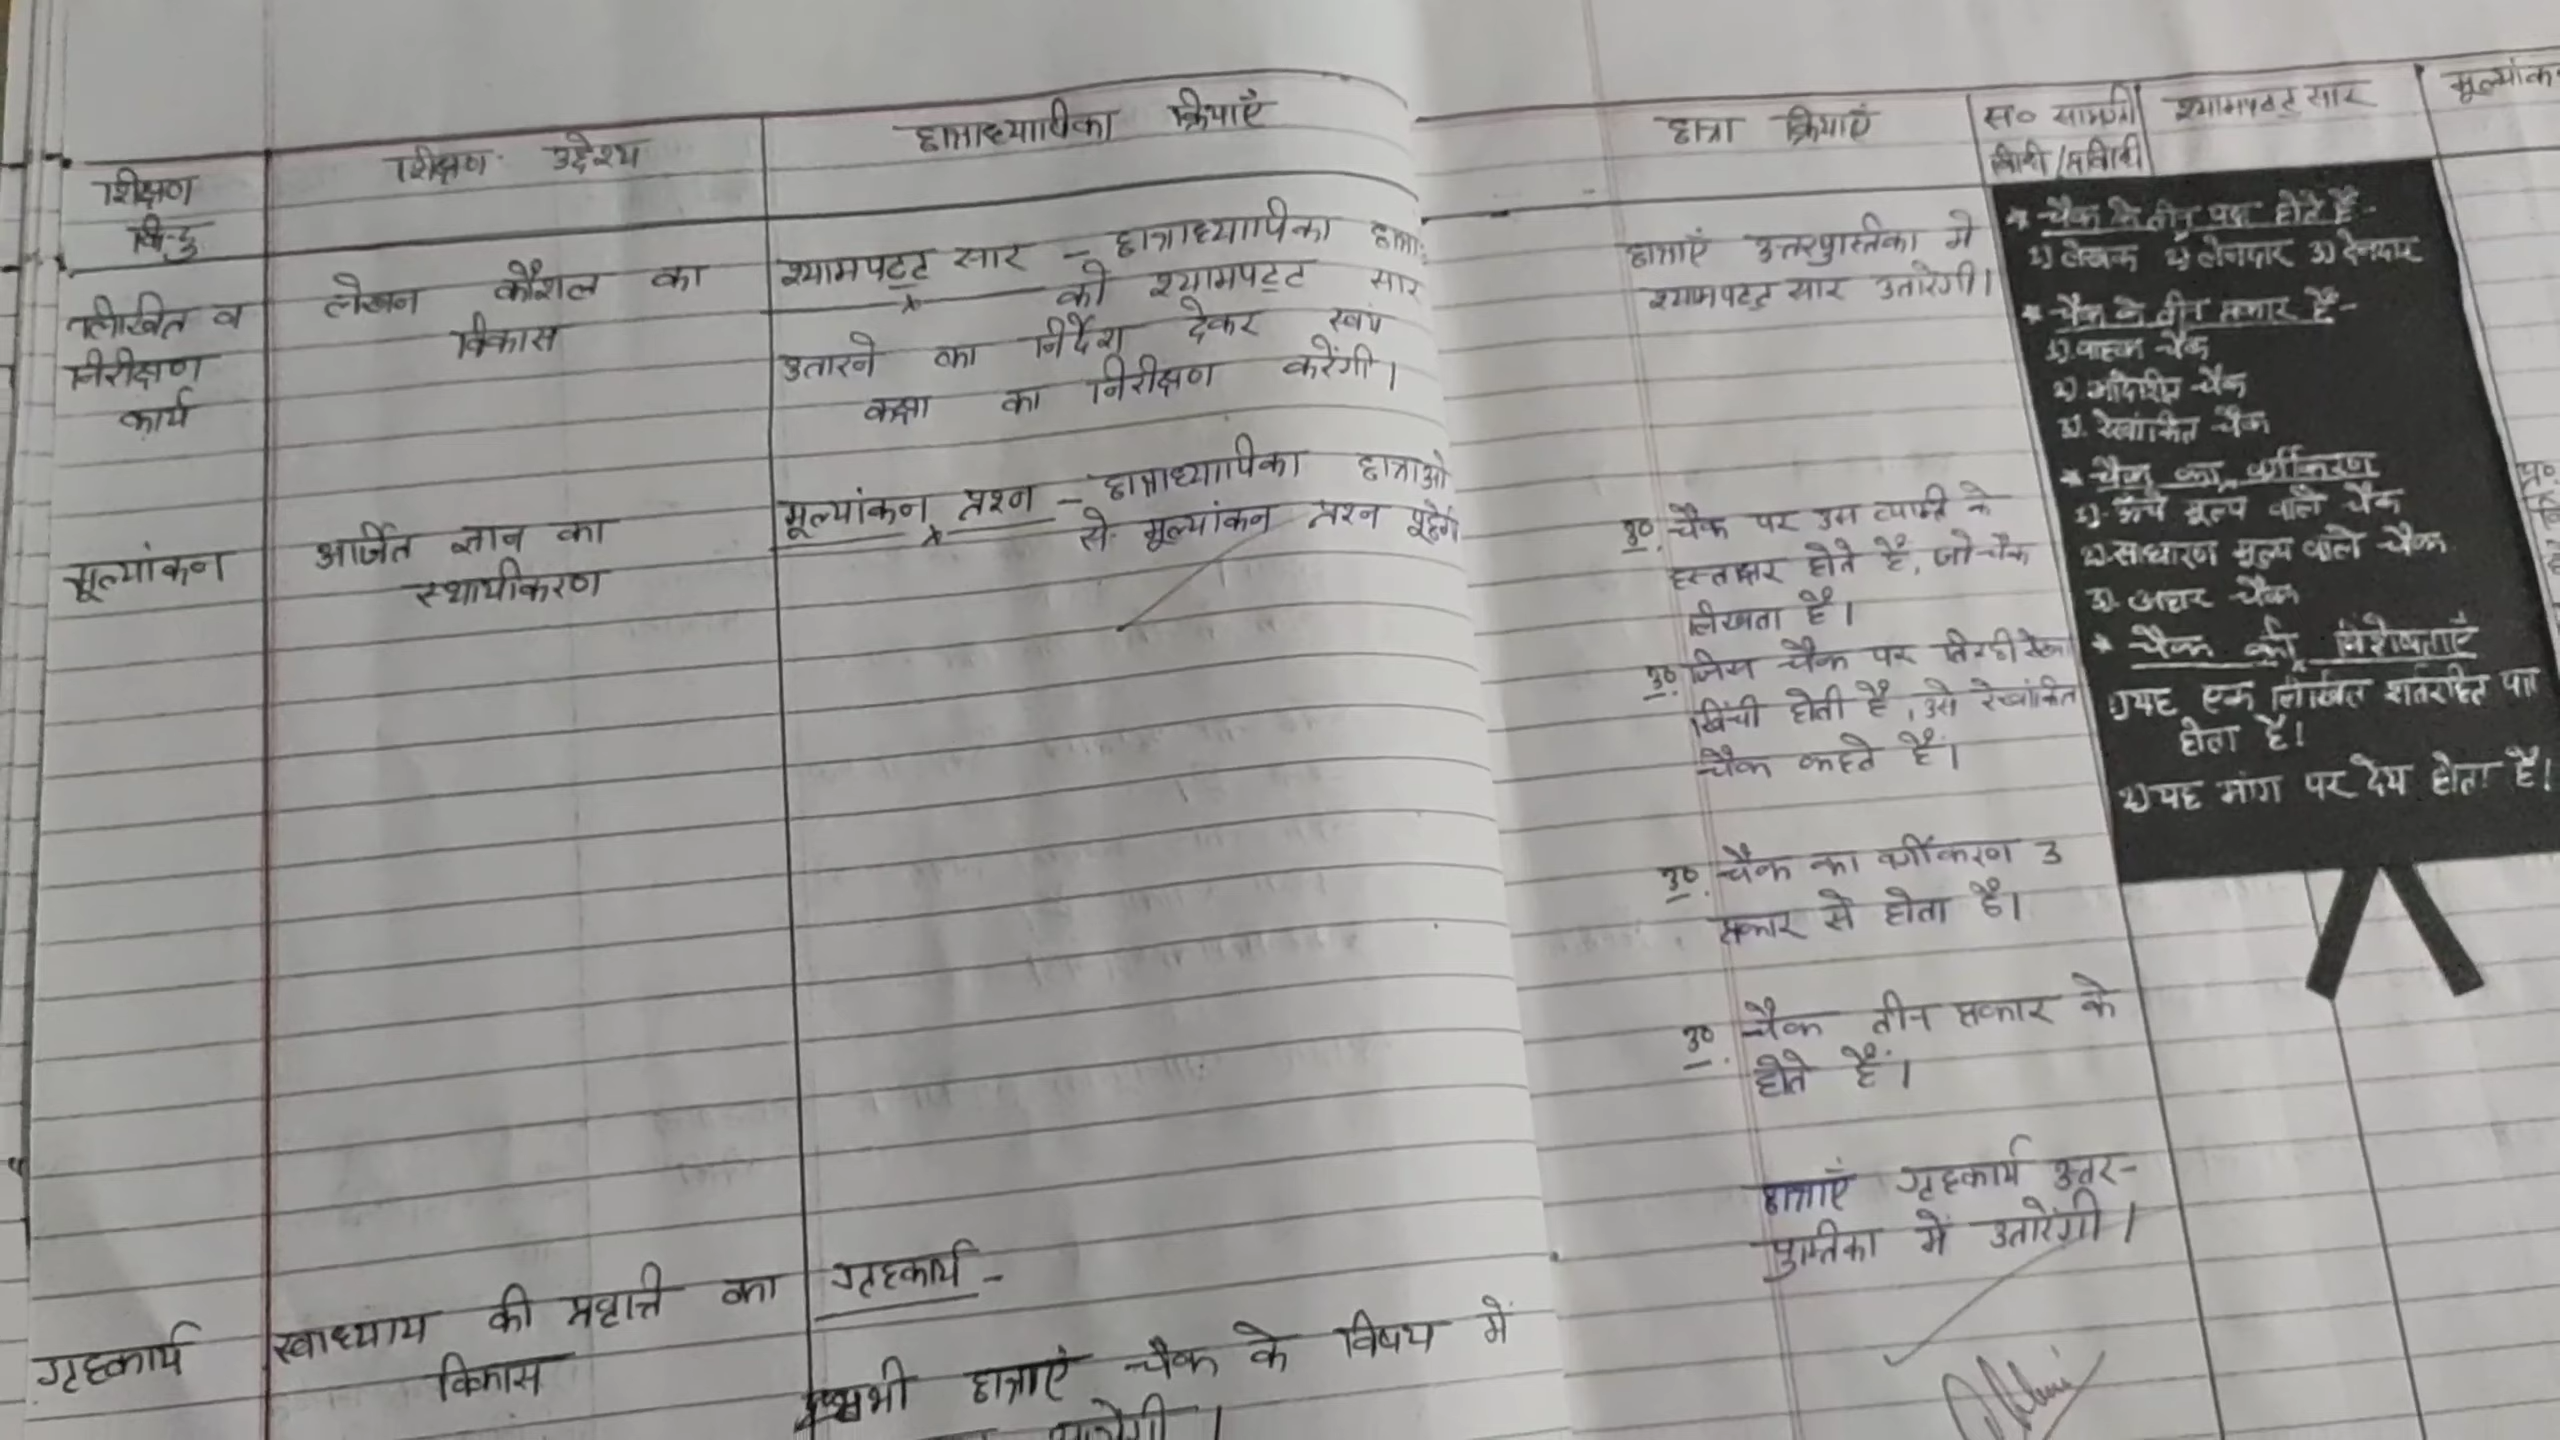 शिक्षण बिन्दु
शिक्षण उद्देश्य
छात्राध्यापिका क्रियाएँ
लिखित व
निरीक्षण
कार्य
लेखन कौशल का
विकास
श्यामपट्ट सार - छात्राध्यापिका
को श्यामपट्ट सार
उतारने का निर्देश देकर स्वयं
कक्षा का निरीक्षण करेंगी।
मूल्यांकन
आर्जित ज्ञान का
स्थायीकरण
मूल्यांकन प्रश्न - छात्राध्यापिका छात्राओ
से मूल्यांकन प्रश्न
गृहकार्य
स्वाध्याय की प्रवृत्ति का
विकास
गृहकार्य -
सभी छात्राएं चैक के विषय में
छात्रा क्रियाएं
स० सामग्री
श्यामपट्ट सार
छात्राएं उत्तरपुस्तिका मे
श्यामपट्ट सार उतारेगी।
उ०. चैक पर उस व्यक्ति के
हस्ताक्षर होते है, जो चैक
लिखता है।
उ० जिस चैक पर तिरछी रेखा
खिंची होती है, उसे रेखांकित
चैक कहते है।
उ०. चैक का वर्गीकरण 3
प्रकार से होता है।
उ०. चैक तीन प्रकार के
होते है।
छात्राएं गृहकार्य उत्तर-
पुस्तिका में उतारेंगी।
* चैक के तीन पक्ष होते है-
1) लेखक 2) लेनदार 3) देनदार
* चैक के तीन प्रकार है-
1) वाहक चैक
2) आदेशित चैक
3) रेखांकित चैक
* चैक का वर्गीकरण
1) ऊंचे मूल्य वाले चैक
2) साधारण मूल्य वाले चैक
3) उपहार चैक
* चैक की विशेषताएँ
1) यह एक लिखित शर्तरहित पत्र
होता है।
2) यह मांग पर देय होता है।